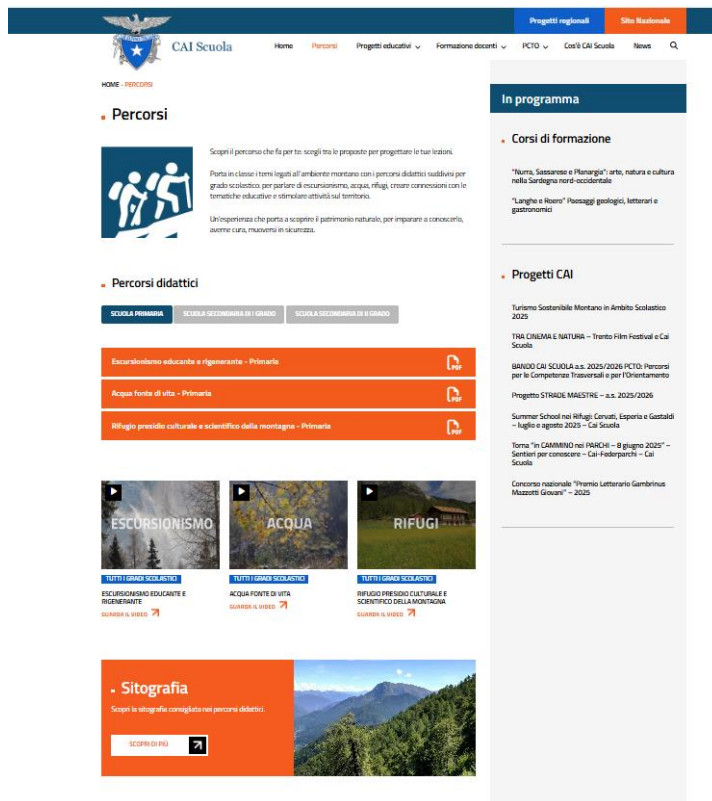 Progetti regionali
Sito Nazionale
CAI Scuola
Home
Percorsi
Progetti educativi
Formazione docenti
PCTO
Cos'è CAI Scuola
News
HOME - PERCORSI
Percorsi
Scopri il percorso che fa per te: scegli tra le proposte per progettare le tue lezioni.
Porta in classe i temi legati all'ambiente montano con i percorsi didattici suddivisi per
grado scolastico: per parlare di escursionismo, acqua, rifugi, creare connessioni con le
tematiche educative e stimolare attività sul territorio.
Un'esperienza che porta a scoprire il patrimonio naturale, per imparare a conoscerlo,
averne cura, muoversi in sicurezza.
Percorsi didattici
SCUOLA PRIMARIA
SCUOLA SECONDARIA DI I GRADO
SCUOLA SECONDARIA DI II GRADO
Escursionismo educante e rigenerante - Primaria
PDF
Acqua fonte di vita - Primaria
PDF
Rifugio presidio culturale e scientifico della montagna - Primaria
PDF
ESCURSIONISMO
TUTTI I GRADI SCOLASTICI
ESCURSIONISMO EDUCANTE E
RIGENERANTE
GUARDA IL VIDEO
ACQUA
TUTTI I GRADI SCOLASTICI
ACQUA FONTE DI VITA
GUARDA IL VIDEO
RIFUGI
TUTTI I GRADI SCOLASTICI
RIFUGIO PRESIDIO CULTURALE E
SCIENTIFICO DELLA MONTAGNA
GUARDA IL VIDEO
Sitografia
Scopri la sitografia consigliata nei percorsi didattici.
SCOPRI DI PIÙ
In programma
Corsi di formazione
"Nurra, Sassarese e Planargia": arte, natura e cultura
nella Sardegna nord-occidentale
"Langhe e Roero" Paesaggi geologici, letterari e
gastronomici
Progetti CAI
Turismo Sostenibile Montano in Ambito Scolastico
2025
TRA CINEMA E NATURA – Trento Film Festival e Cai
Scuola
BANDO CAI SCUOLA a.s. 2025/2026 PCTO: Percorsi
per le Competenze Trasversali e per l'Orientamento
Progetto STRADE MAESTRE – a.s. 2025/2026
Summer School nei Rifugi: Cervati, Esperia e Gastaldi
– luglio e agosto 2025 – Cai Scuola
Torna "in CAMMINO nei PARCHI – 8 giugno 2025" –
Sentieri per conoscere – Cai-Federparchi – Cai
Scuola
Concorso nazionale "Premio Letterario Gambrinus
Mazzotti Giovani" – 2025